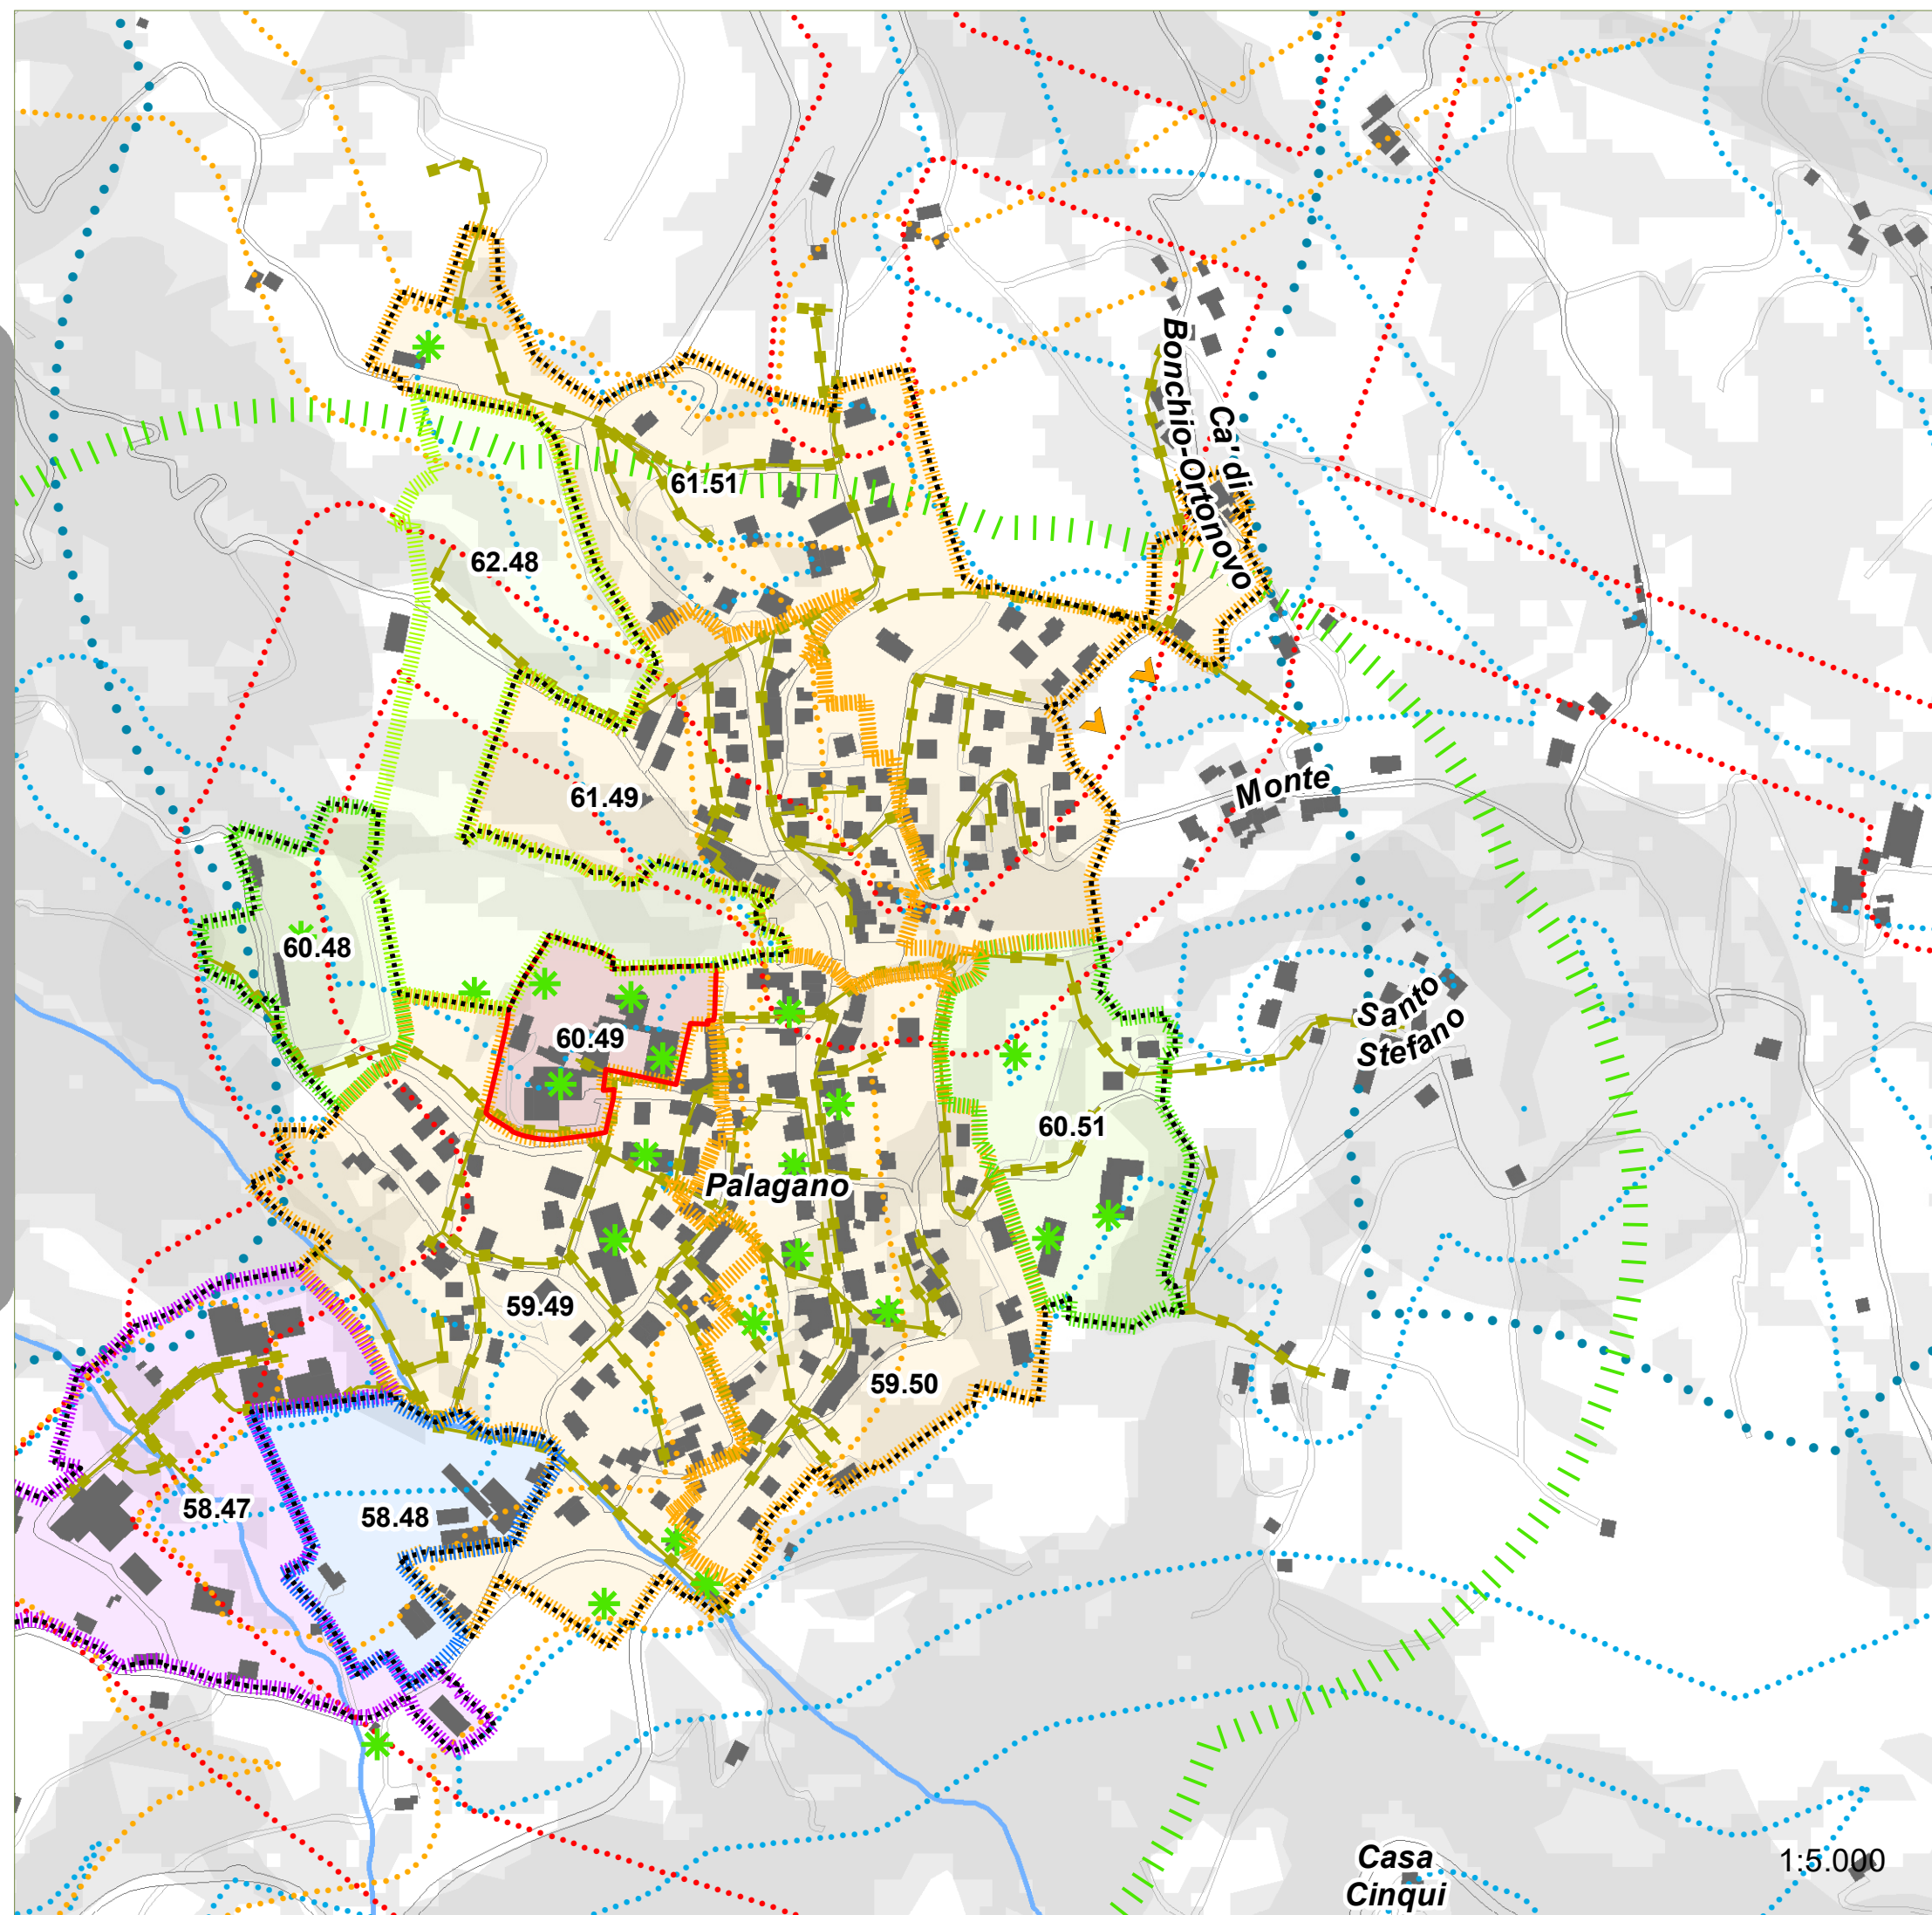 Bonchio-Ortonovo
Ca' di
61.51
62.48
61.49
Monte
60.48
60.49
Santo
Stefano
60.51
Palagano
59.49
59.50
58.47
58.48
Casa
Cinqui
1:5.000